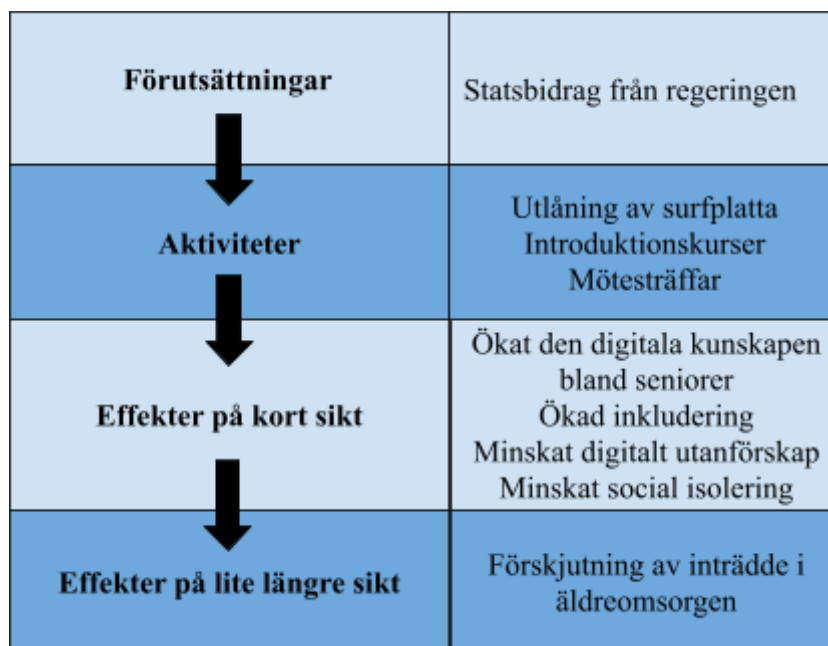 Förutsättningar
Statsbidrag från regeringen
Aktiviteter
Utlåning av surfplatta
Introduktionskurser
Mötesträffar
Effekter på kort sikt
Ökat den digitala kunskapen
bland seniorer
Ökad inkludering
Minskat digitalt utanförskap
Minskat social isolering
Effekter på lite längre sikt
Förskjutning av inträdde i
äldreomsorgen